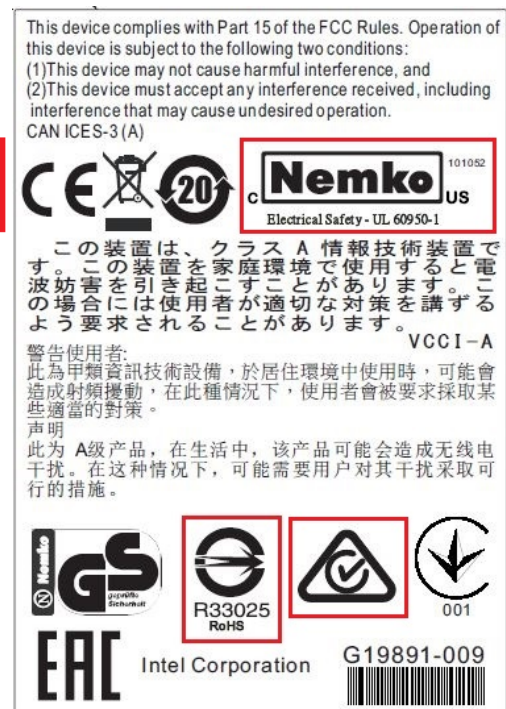 This device complies with Part 15 of the FCC Rules. Operation of
this device is subject to the following two conditions:
(1)This device may not cause harmful interference, and
(2)This device must accept any interference received, including
interference that may cause undesired operation.
CAN ICES-3 (A)
CE
20
C Nemko US
101052
Electrical Safety - UL 60950-1
この装置は、クラス A 情報技術装置で
す。この装置を家庭環境で使用すると電
波妨害を引き起こすことがあります。こ
の場合には使用者が適切な対策を講ずる
よう要求されることがあります。
VCCI-A
警告使用者:
此為甲類資訊技術設備，於居住環境中使用時，可能會
造成射頻擾動，在此種情況下，使用者會被要求採取某
些適當的對策。
声明
此为 A级产品，在生活中，该产品可能会造成无线电
干扰。在这种情况下，可能需要用户对其干扰采取可
行的措施。
N Nemko
GS
geprüfte
Sicherheit
R33025
RoHS
001
EAC
Intel Corporation
G19891-009